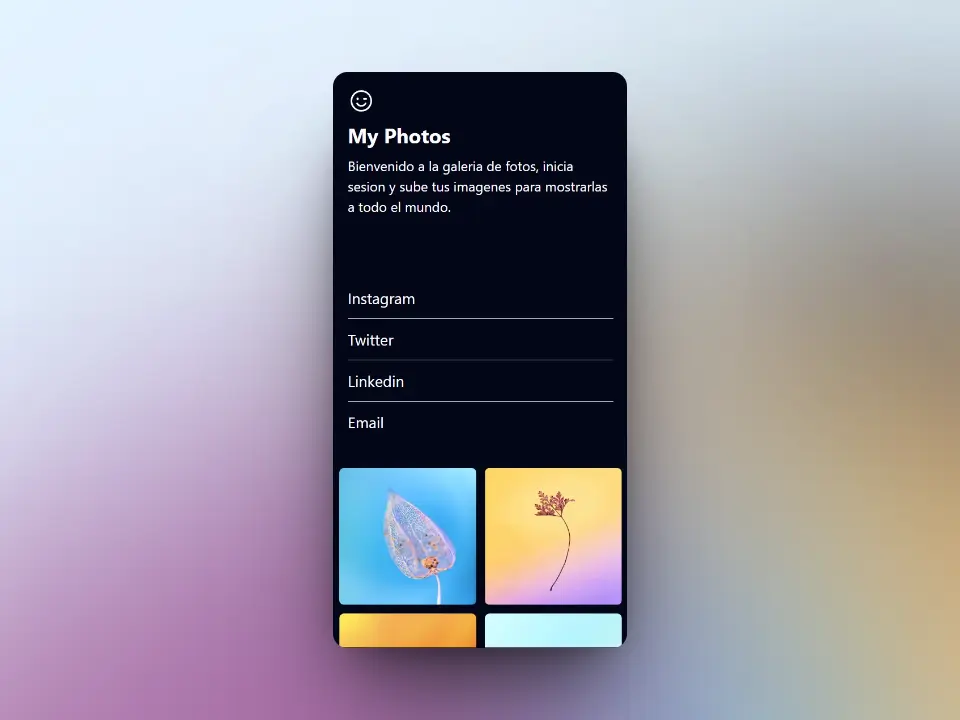 My Photos
Bienvenido a la galeria de fotos, inicia
sesion y sube tus imagenes para mostrarlas
a todo el mundo.
Instagram
Twitter
Linkedin
Email